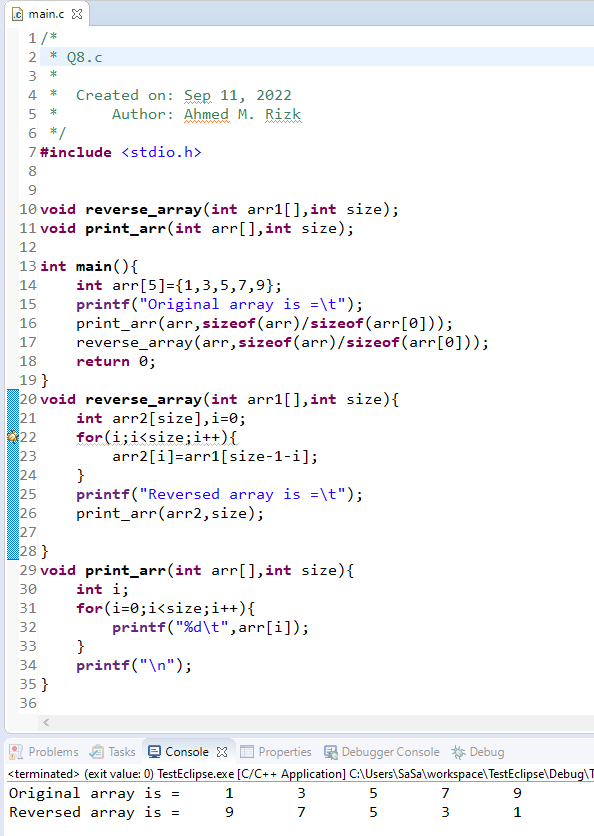 main.c
1 /*
2  * Q8.c
3  *
4  *  Created on: Sep 11, 2022
5  *      Author: Ahmed M. Rizk
6  */
7 #include <stdio.h>
8
9
10 void reverse_array(int arr1[],int size);
11 void print_arr(int arr[],int size);
12
13 int main(){
14     int arr[5]={1,3,5,7,9};
15     printf("Original array is =\t");
16     print_arr(arr,sizeof(arr)/sizeof(arr[0]));
17     reverse_array(arr,sizeof(arr)/sizeof(arr[0]));
18     return 0;
19 }
20 void reverse_array(int arr1[],int size){
21     int arr2[size],i=0;
22     for(i;i<size;i++){
23         arr2[i]=arr1[size-1-i];
24     }
25     printf("Reversed array is =\t");
26     print_arr(arr2,size);
27
28 }
29 void print_arr(int arr[],int size){
30     int i;
31     for(i=0;i<size;i++){
32         printf("%d\t",arr[i]);
33     }
34     printf("\n");
35 }
36
Problems Tasks Console Properties Debugger Console Debug
<terminated> (exit value: 0) TestEclipse.exe [C/C++ Application] C:\Users\SaSa\workspace\TestEclipse\Debug\T
Original array is = 1 3 5 7 9
Reversed array is = 9 7 5 3 1